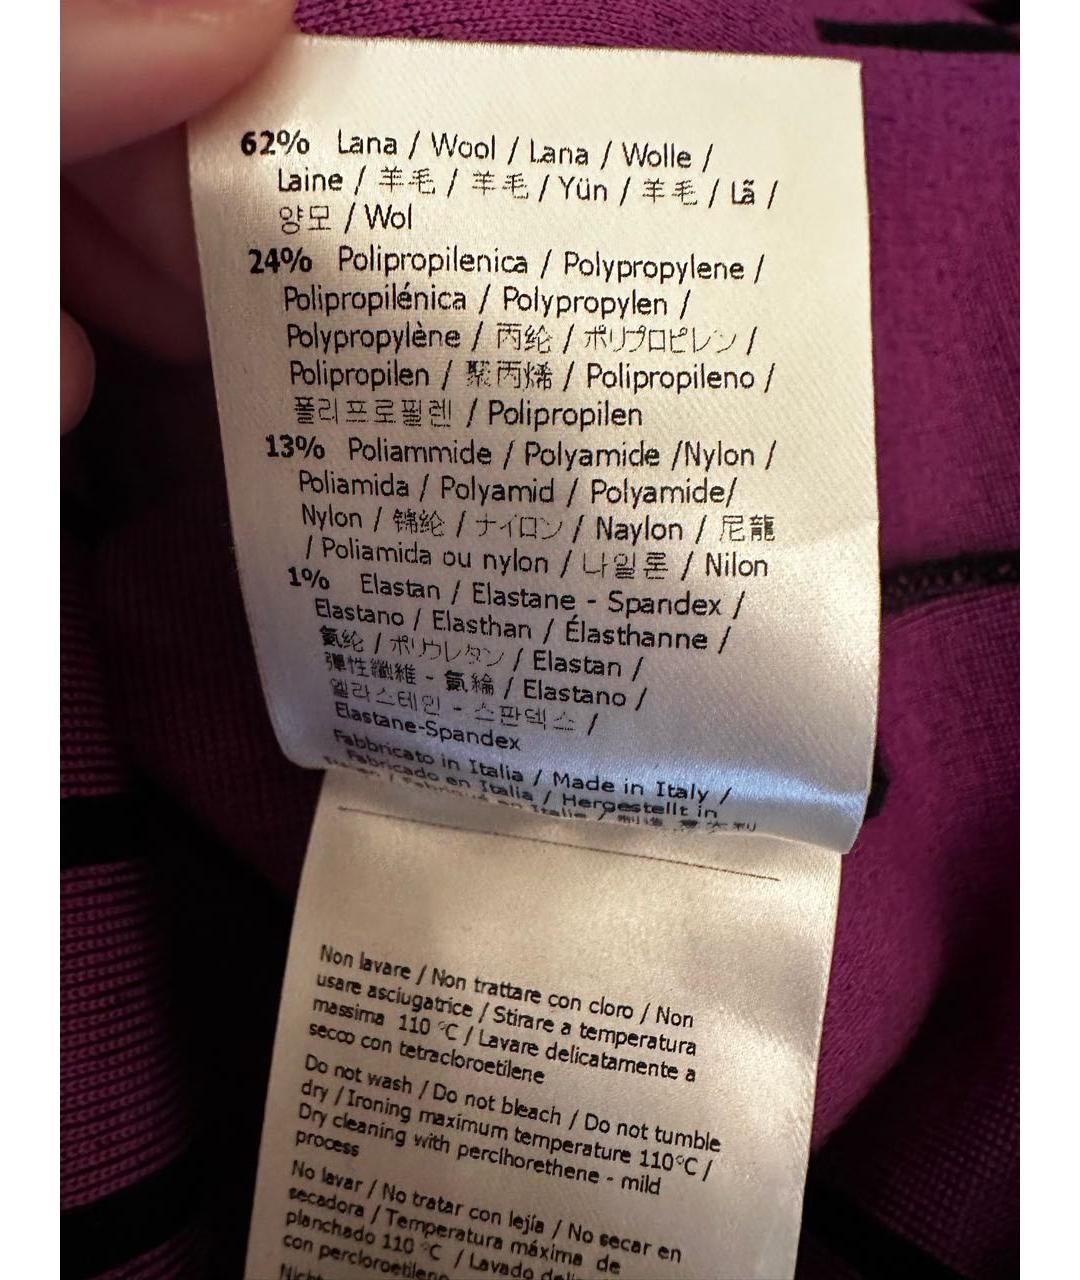 62% Lana / Wool / Lana / Wolle /
Laine / 羊毛 / 羊毛 / Yün / 羊毛 / Lã /
양모 / Wol
24% Polipropilenica / Polypropylene /
Polipropilénica / Polypropylen /
Polypropylène / 丙纶 / ポリプロピレン /
Polipropilen / 聚丙烯 / Polipropileno /
폴리프로필렌 / Polipropilen
13% Poliammide / Polyamide /Nylon /
Poliamida / Polyamid / Polyamide/
Nylon / 锦纶 / ナイロン / Naylon / 尼龍
/ Poliamida ou nylon / 나일론 / Nilon
1% Elastan / Elastane - Spandex /
Elastano / Elasthan / Élasthanne /
氨纶 / ポリウレタン / Elastan /
彈性纖維 - 氨綸 / Elastano /
엘라스테인 - 스판덱스 /
Elastane-Spandex
Fabbricato in Italia / Made in Italy /
Fabricado en Italia / Hergestellt in
Italien / Fabriqué en Italie / 制造
Non lavare / Non trattare con cloro / Non
usare asciugatrice / Stirare a temperatura
massima 110 °C / Lavare delicatamente a
secco con tetracloroetilene
Do not wash / Do not bleach / Do not tumble
dry / Ironing maximum temperature 110°C /
Dry cleaning with perclhorethene - mild
process
No lavar / No tratar con lejía / No secar en
secadora / Temperatura máxima de
planchado 110 °C / Lavado
con percloroetileno